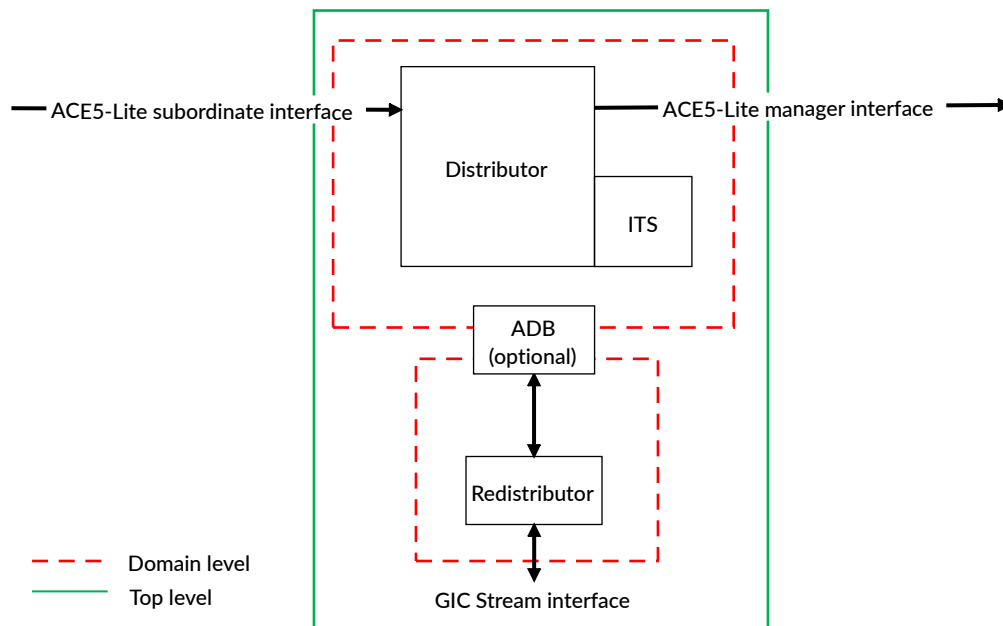 ACE5-Lite subordinate interface
ACE5-Lite manager interface
Distributor
ITS
ADB
(optional)
Redistributor
Domain level
Top level
GIC Stream interface